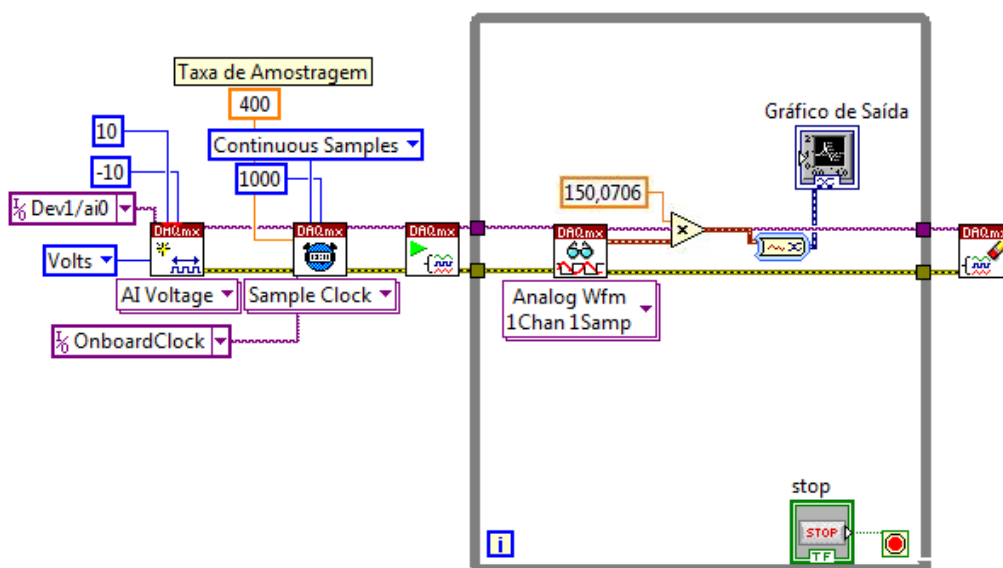 Taxa de Amostragem
400
10
Continuous Samples
-10
1000
Dev1/ai0
Volts
DAQmx
DAQmx
DAQmx
DAQmx
DAQmx
AI Voltage
Sample Clock
OnboardClock
150,0706
Analog Wfm
1Chan 1Samp
Gráfico de Saída
stop
STOP
TF
i